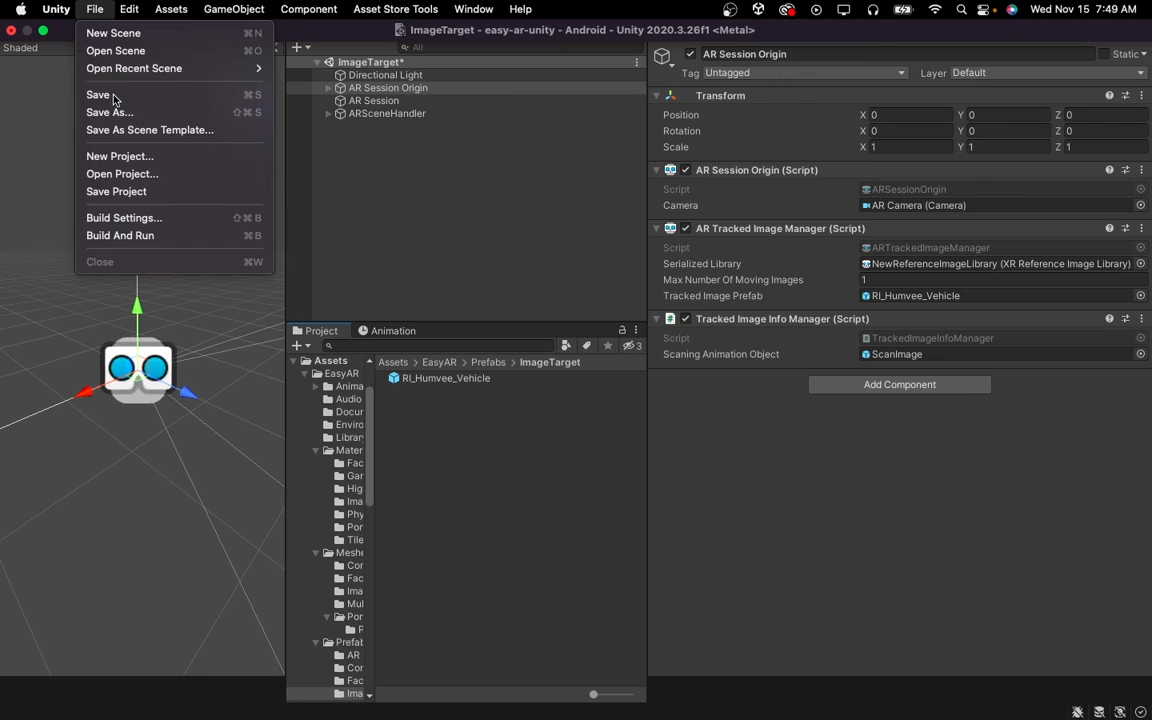 Unity File Edit Assets GameObject Component Asset Store Tools Window Help Wed Nov 15 7:49 AM
ImageTarget - easy-ar-unity - Android - Unity 2020.3.26f1 <Metal>
Shaded
New Scene ⌘N
Open Scene ⌘O
Open Recent Scene >
Save ⌘S
Save As... ⇧⌘S
Save As Scene Template...
New Project...
Open Project...
Save Project
Build Settings... ⇧⌘B
Build And Run ⌘B
Close ⌘W
All
ImageTarget*
Directional Light
AR Session Origin
AR Session
ARSceneHandler
Project Animation
3
Assets
EasyAR
Anima
Audio
Docur
Enviro
Library
Mater
Fac
Gar
Hig
Ima
Phy
Por
Tile
Meshe
Cor
Fac
Ima
Mul
Por
P
Prefab
AR
Cor
Fac
Ima
Assets > EasyAR > Prefabs > ImageTarget
RI_Humvee_Vehicle
AR Session Origin Static
Tag Untagged Layer Default
Transform
Position X 0 Y 0 Z 0
Rotation X 0 Y 0 Z 0
Scale X 1 Y 1 Z 1
AR Session Origin (Script)
Script ARSessionOrigin
Camera AR Camera (Camera)
AR Tracked Image Manager (Script)
Script ARTrackedImageManager
Serialized Library NewReferenceImageLibrary (XR Reference Image Library)
Max Number Of Moving Images 1
Tracked Image Prefab RI_Humvee_Vehicle
Tracked Image Info Manager (Script)
Script TrackedImageInfoManager
Scaning Animation Object ScanImage
Add Component